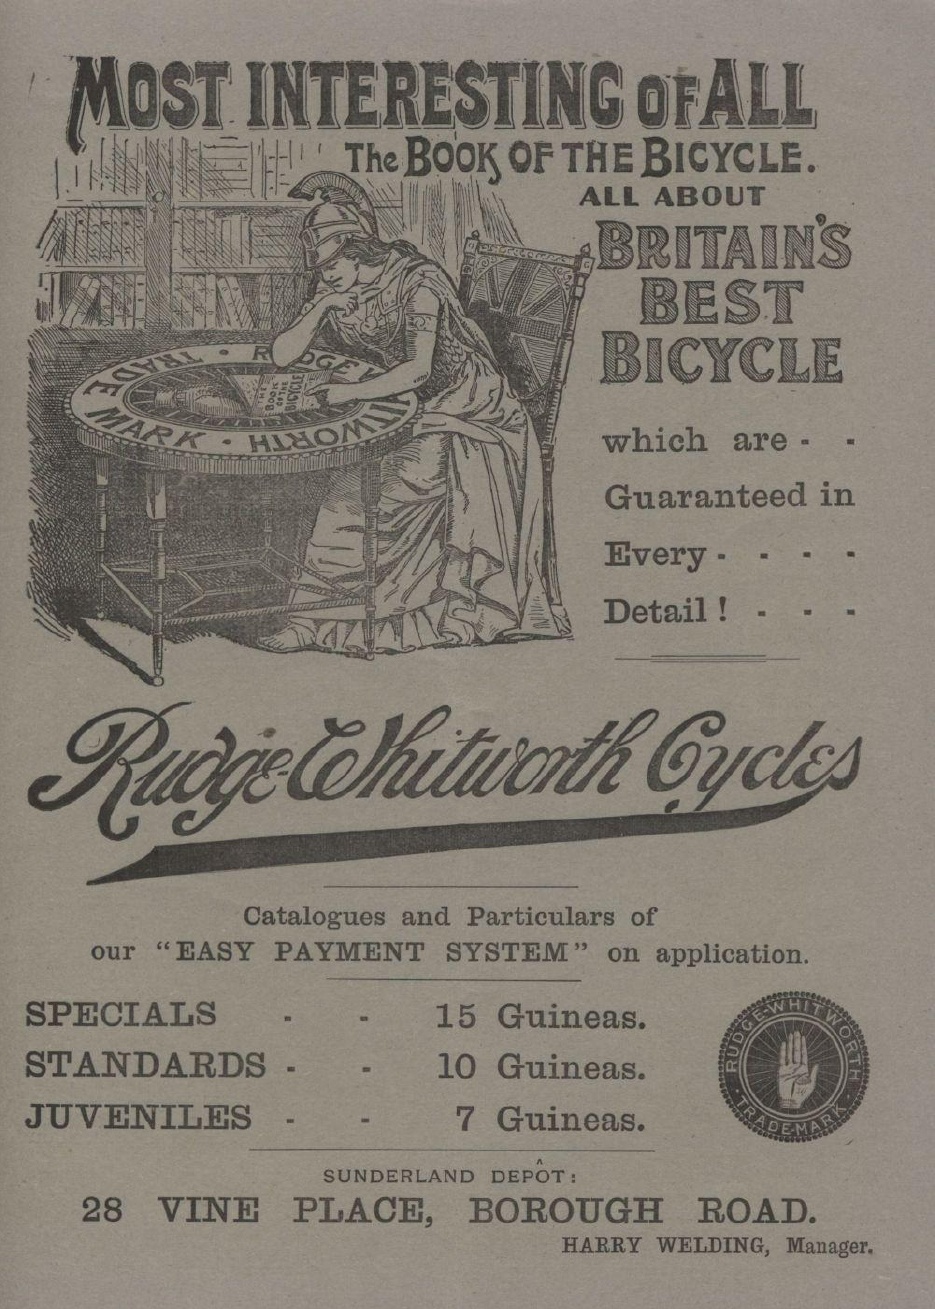 MOST INTERESTING OF ALL
The BOOK OF THE BICYCLE.
ALL ABOUT
BRITAIN'S
BEST
BICYCLE
TRADE MARK · RUDGE WHITWORTH ·
THE BOOK OF THE BICYCLE
which are - -
Guaranteed in
Every - - - -
Detail! - - -
Rudge-Whitworth Cycles
Catalogues and Particulars of
our "EASY PAYMENT SYSTEM" on application.
SPECIALS - - 15 Guineas.
STANDARDS - - 10 Guineas.
JUVENILES - - 7 Guineas.
RUDGE-WHITWORTH
· TRADE-MARK ·
SUNDERLAND DEPÔT:
28 VINE PLACE, BOROUGH ROAD.
HARRY WELDING, Manager.